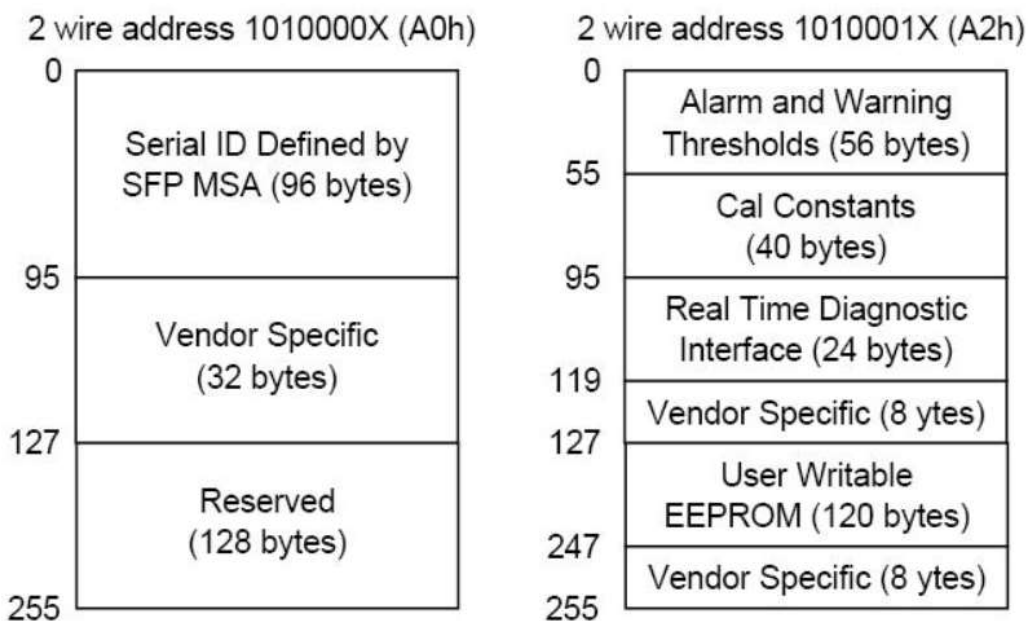 2 wire address 1010000X (A0h)
0
Serial ID Defined by
SFP MSA (96 bytes)
95
Vendor Specific
(32 bytes)
127
Reserved
(128 bytes)
255
2 wire address 1010001X (A2h)
0
Alarm and Warning
Thresholds (56 bytes)
55
Cal Constants
(40 bytes)
95
Real Time Diagnostic
Interface (24 bytes)
119
Vendor Specific (8 ytes)
127
User Writable
EEPROM (120 bytes)
247
Vendor Specific (8 ytes)
255